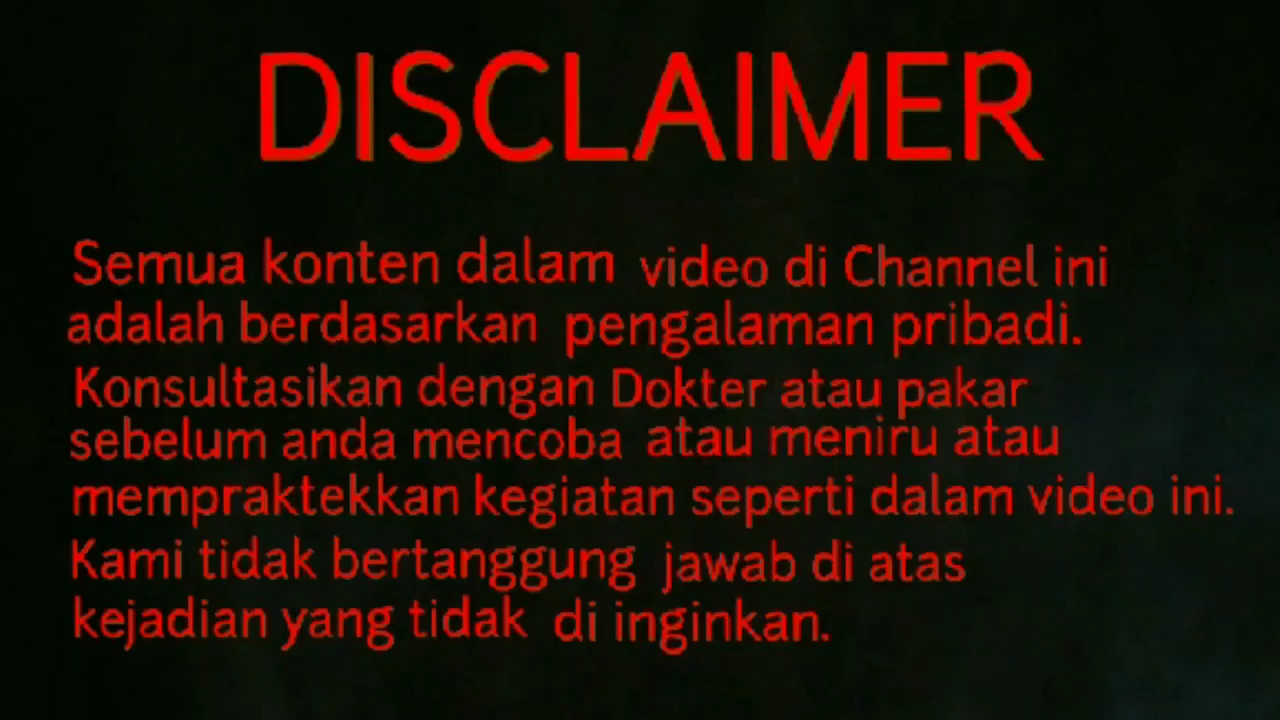 DISCLAIMER
Semua konten dalam video di Channel ini
adalah berdasarkan pengalaman pribadi.
Konsultasikan dengan Dokter atau pakar
sebelum anda mencoba atau meniru atau
mempraktekkan kegiatan seperti dalam video ini.
Kami tidak bertanggung jawab di atas
kejadian yang tidak di inginkan.